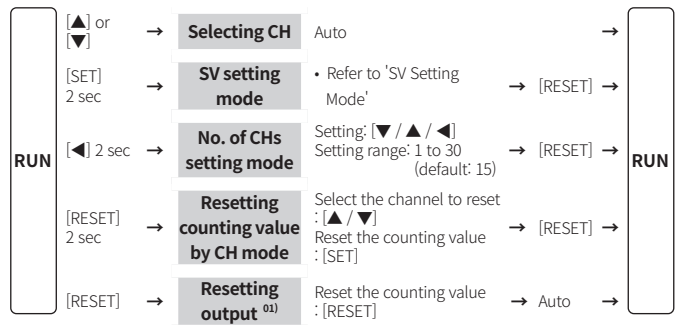 RUN
[▲] or
[▼]
→ Selecting CH Auto →
[SET]
2 sec
→ SV setting
mode
• Refer to 'SV Setting
Mode'
→ [RESET] →
[◀] 2 sec → No. of CHs
setting mode
Setting: [▼ / ▲ / ◀]
Setting range: 1 to 30
(default: 15)
→ [RESET] →
[RESET]
2 sec
→ Resetting
counting value
by CH mode
Select the channel to reset
: [▲ / ▼]
Reset the counting value
: [SET]
→ [RESET] →
[RESET] → Resetting
output 01)
Reset the counting value
: [RESET]
→ Auto →
RUN